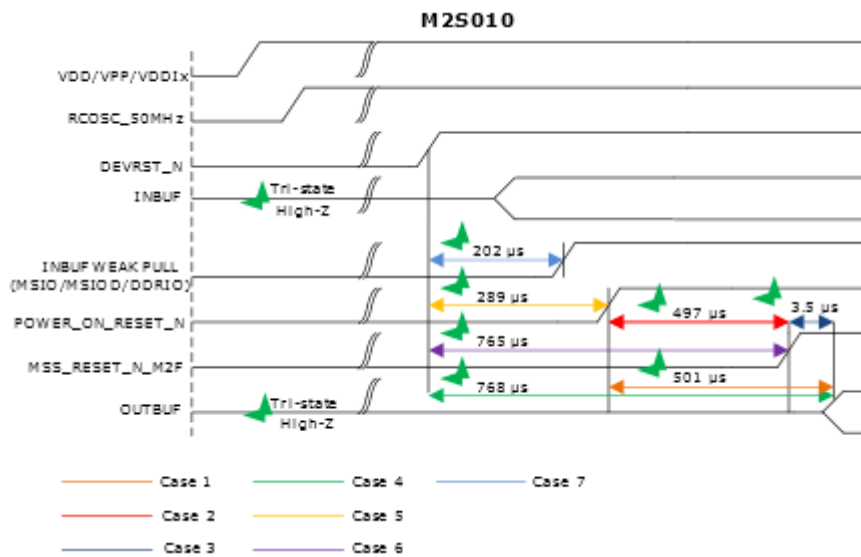 M2S010
VDD/VPP/VDDIx
RCOSC_50MHz
DEVRST_N
INBUF
Tri-state
High-Z
INBUF WEAK PULL
(MSIO/MSIOD/DDRIO)
202 µs
289 µs
POWER_ON_RESET_N
497 µs
3.5 µs
765 µs
MSS_RESET_N_M2F
501 µs
768 µs
OUTBUF
Tri-state
High-Z
Case 1
Case 4
Case 7
Case 2
Case 5
Case 3
Case 6